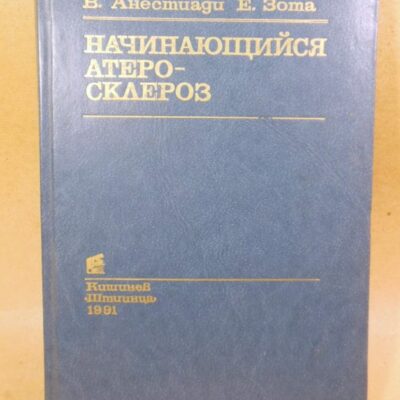 В. Анестиади Е. Зота
НАЧИНАЮЩИЙСЯ
АТЕРО-
СКЛЕРОЗ
Кишинев
«Штиинца»
1991